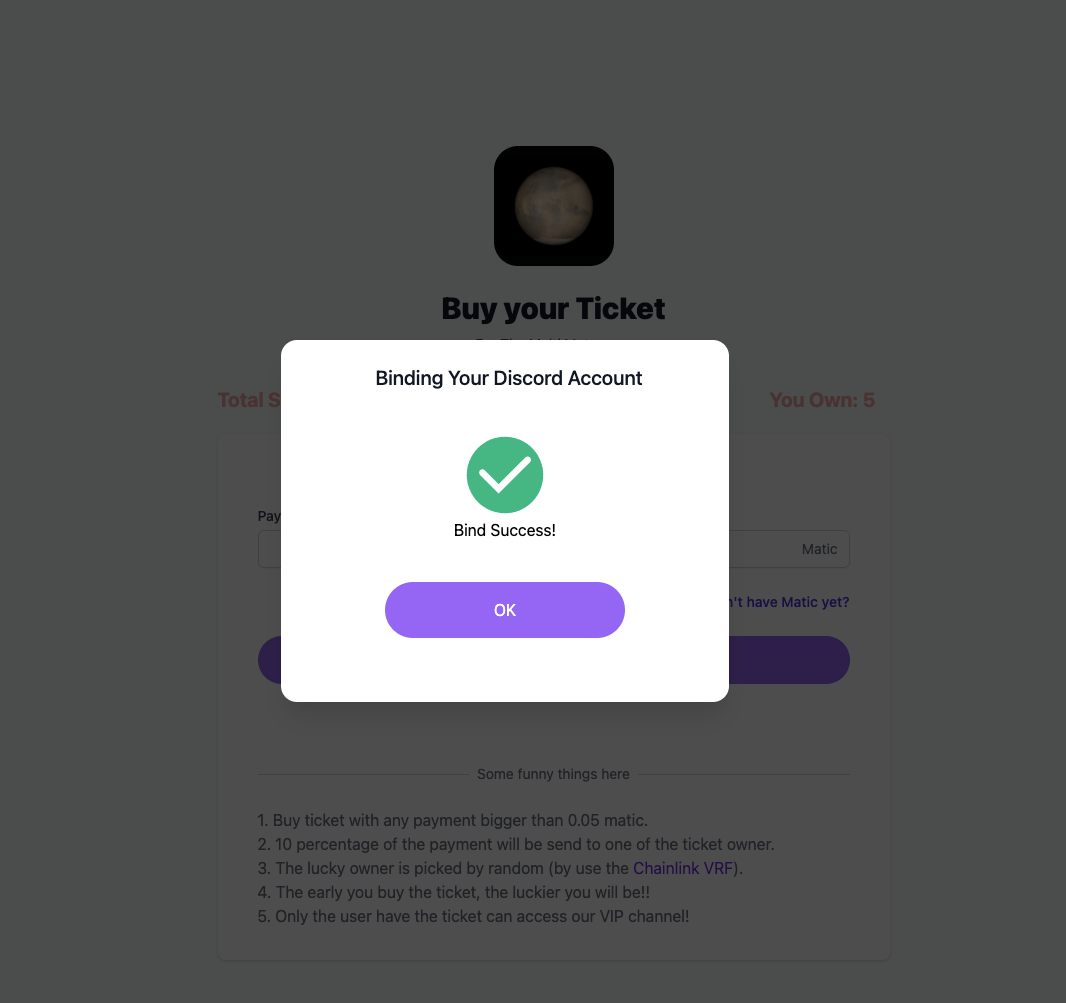 Buy your Ticket
Binding Your Discord Account
Total S
You Own: 5
Bind Success!
Pay
Matic
OK
n't have Matic yet?
Some funny things here
1. Buy ticket with any payment bigger than 0.05 matic.
2. 10 percentage of the payment will be send to one of the ticket owner.
3. The lucky owner is picked by random (by use the Chainlink VRF).
4. The early you buy the ticket, the luckier you will be!!
5. Only the user have the ticket can access our VIP channel!